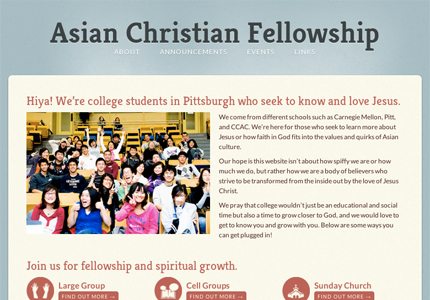 Asian Christian Fellowship
ABOUT ANNOUNCEMENTS EVENTS LINKS
Hiya! We're college students in Pittsburgh who seek to know and love Jesus.
We come from different schools such as Carnegie Mellon, Pitt,
and CCAC. We're here for those who seek to learn more about
Jesus or how faith in God fits into the values and quirks of Asian
culture.
Our hope is this website isn't about how spiffy we are or how
much we do, but rather how we are a body of believers who
strive to be transformed from the inside out by the love of Jesus
Christ.
We pray that college wouldn't just be an educational and social
time but also a time to grow closer to God, and we would love to
get to know you and grow with you. Below are some ways you
can get plugged in!
Join us for fellowship and spiritual growth.
Large Group Cell Groups Sunday Church
FIND OUT MORE → FIND OUT MORE → FIND OUT MORE →